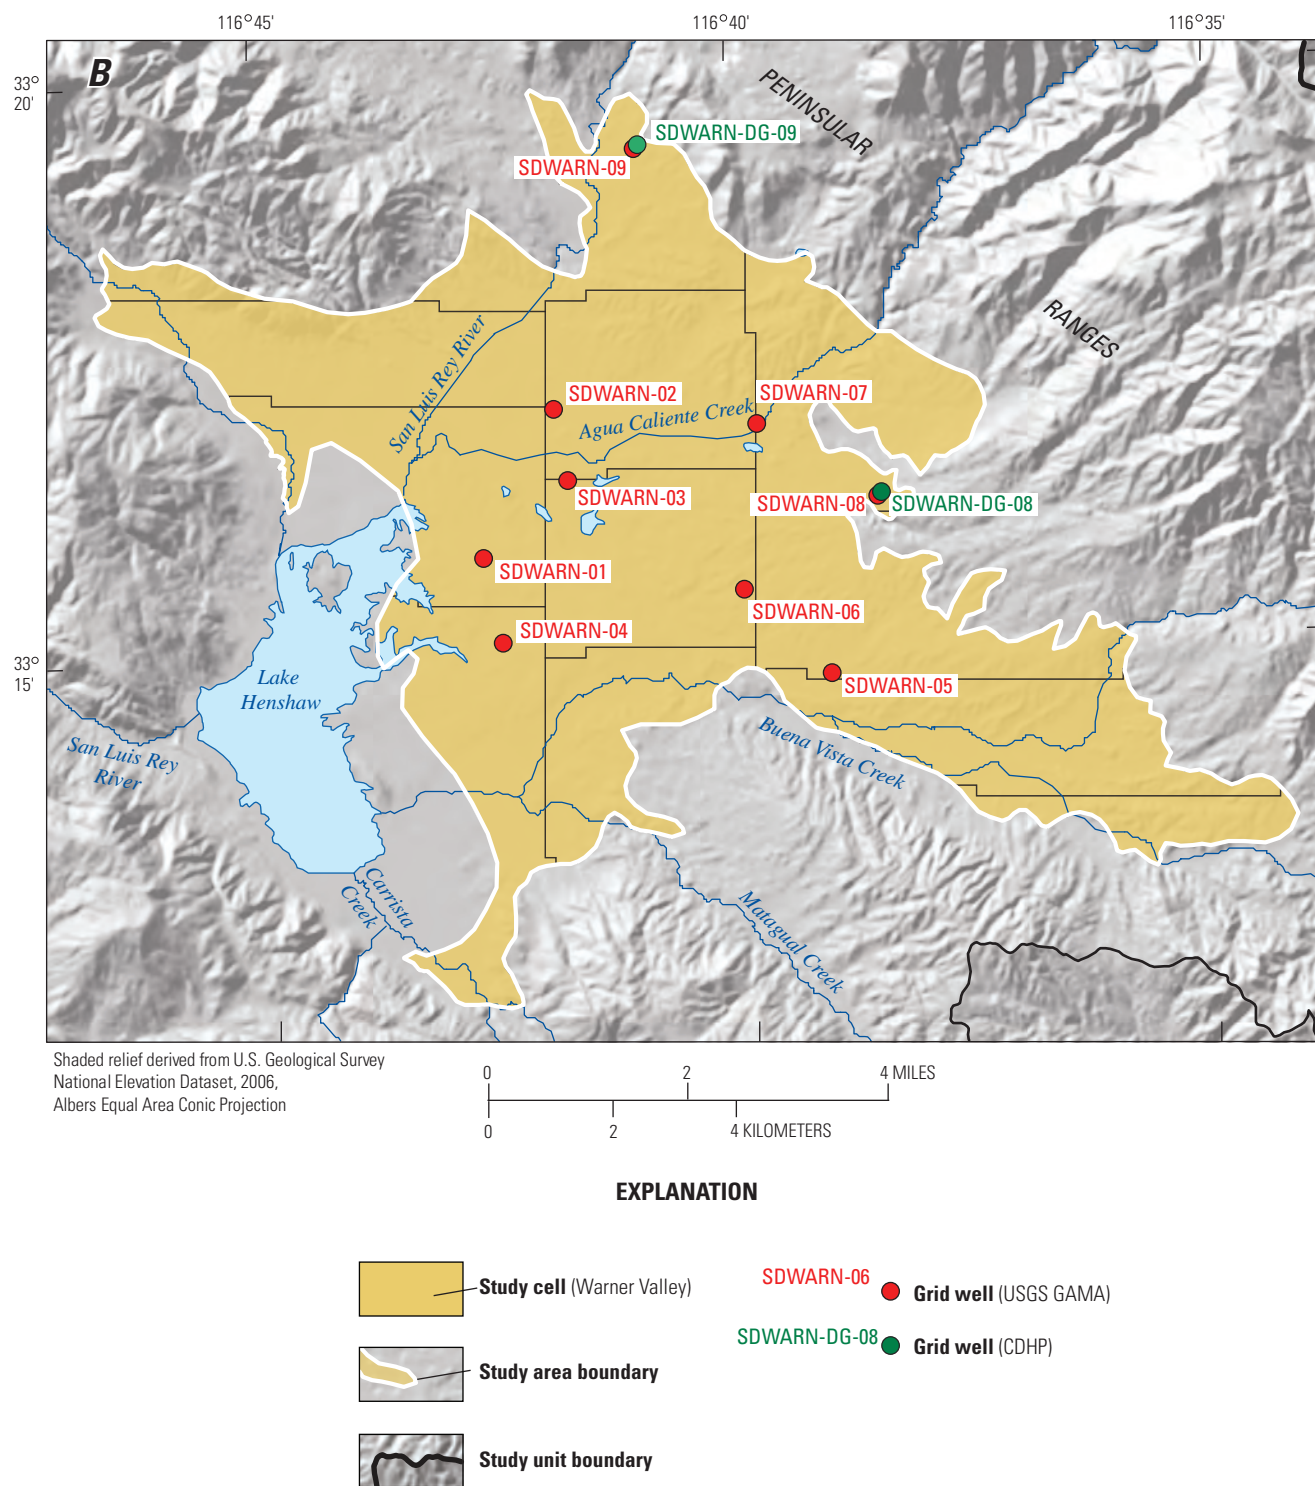 116°45'
116°40'
116°35'
B
33°
20'
PENINSULAR
SDWARN-DG-09
SDWARN-09
RANGES
San Luis Rey River
SDWARN-02
SDWARN-07
Agua Caliente Creek
SDWARN-03
SDWARN-08
SDWARN-DG-08
SDWARN-01
SDWARN-06
SDWARN-04
33°
15'
Lake
Henshaw
SDWARN-05
San Luis Rey
River
Buena Vista Creek
Carrista
Creek
Matagual Creek
Shaded relief derived from U.S. Geological Survey
National Elevation Dataset, 2006,
Albers Equal Area Conic Projection
0 2 4 MILES
0 2 4 KILOMETERS
EXPLANATION
Study cell (Warner Valley)
Study area boundary
Study unit boundary
SDWARN-06
Grid well (USGS GAMA)
SDWARN-DG-08
Grid well (CDHP)